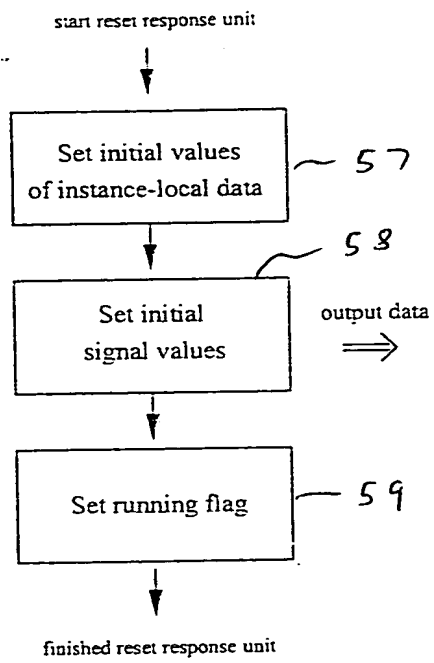 start reset response unit
Set initial values
of instance-local data
57
58
Set initial
signal values
output data
Set running flag
59
finished reset response unit